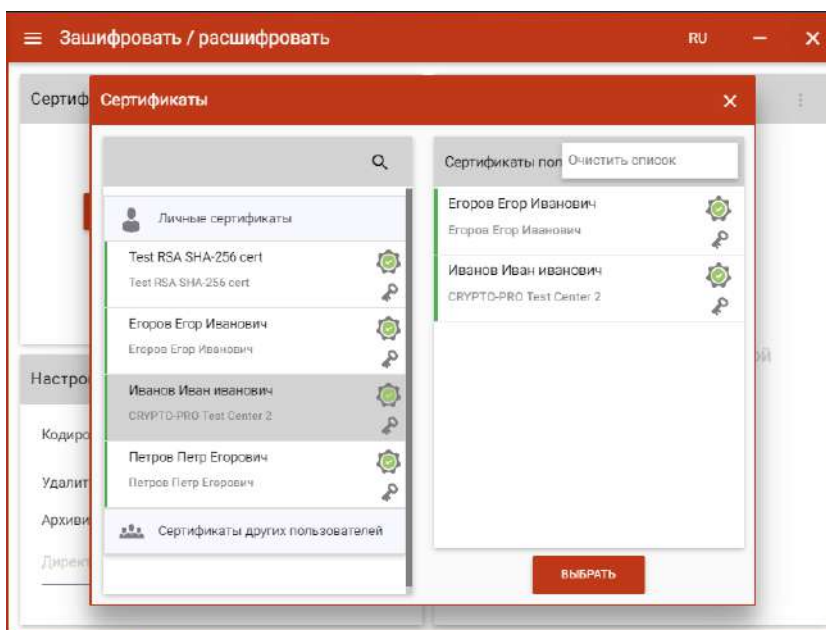 Зашифровать / расшифровать
RU
Сертиф
Сертификаты
Сертификаты пол
Очистить список
Личные сертификаты
Test RSA SHA-256 cert
Test RSA SHA-256 cert
Егоров Егор Иванович
Егоров Егор Иванович
Иванов Иван иванович
CRYPTO-PRO Test Center 2
Петров Петр Егорович
Петров Петр Егорович
Сертификаты других пользователей
Егоров Егор Иванович
Егоров Егор Иванович
Иванов Иван иванович
CRYPTO-PRO Test Center 2
ВЫБРАТЬ
Настро
Кодиро
Удалит
Архиви
Дирек
ой